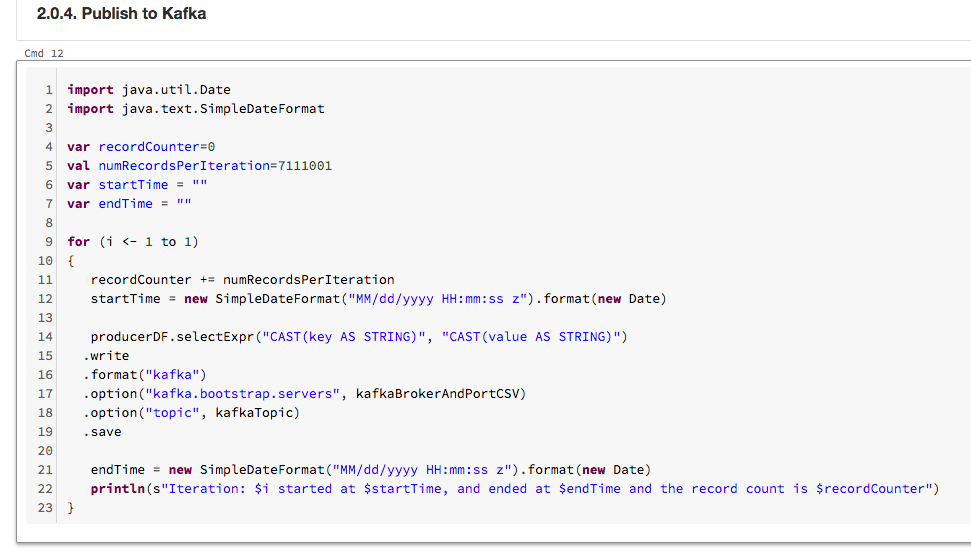 2.0.4. Publish to Kafka
Cmd 12
1 import java.util.Date
2 import java.text.SimpleDateFormat
3
4 var recordCounter=0
5 val numRecordsPerIteration=7111001
6 var startTime = ""
7 var endTime = ""
8
9 for (i <- 1 to 1)
10 {
11    recordCounter += numRecordsPerIteration
12    startTime = new SimpleDateFormat("MM/dd/yyyy HH:mm:ss z").format(new Date)
13
14    producerDF.selectExpr("CAST(key AS STRING)", "CAST(value AS STRING)")
15   .write
16   .format("kafka")
17   .option("kafka.bootstrap.servers", kafkaBrokerAndPortCSV)
18   .option("topic", kafkaTopic)
19   .save
20
21    endTime = new SimpleDateFormat("MM/dd/yyyy HH:mm:ss z").format(new Date)
22    println(s"Iteration: $i started at $startTime, and ended at $endTime and the record count is $recordCounter")
23 }